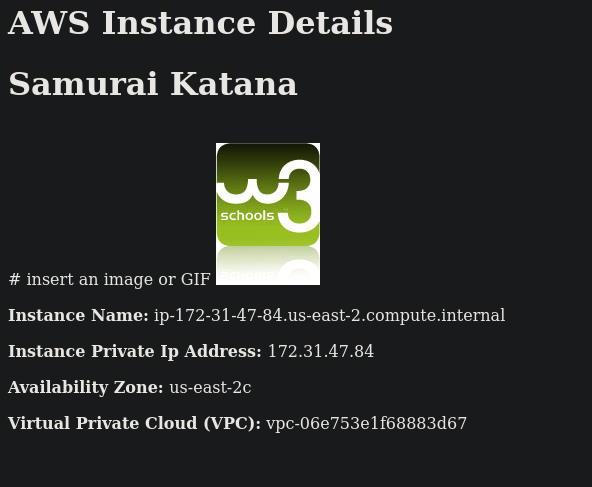 AWS Instance Details
Samurai Katana
w3
schools
# insert an image or GIF
Instance Name: ip-172-31-47-84.us-east-2.compute.internal
Instance Private Ip Address: 172.31.47.84
Availability Zone: us-east-2c
Virtual Private Cloud (VPC): vpc-06e753e1f68883d67